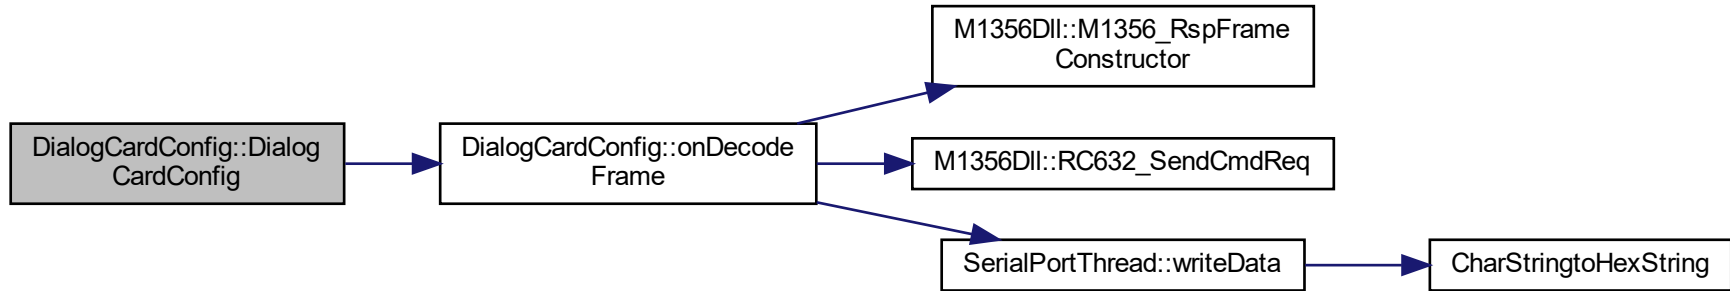 DialogCardConfig::Dialog
CardConfig
DialogCardConfig::onDecode
Frame
M1356Dll::M1356_RspFrame
Constructor
M1356Dll::RC632_SendCmdReq
SerialPortThread::writeData
CharStringtoHexString